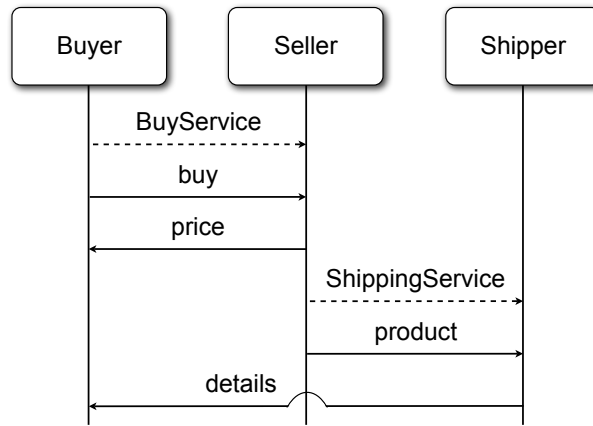 Buyer
Seller
Shipper
BuyService
buy
price
ShippingService
product
details